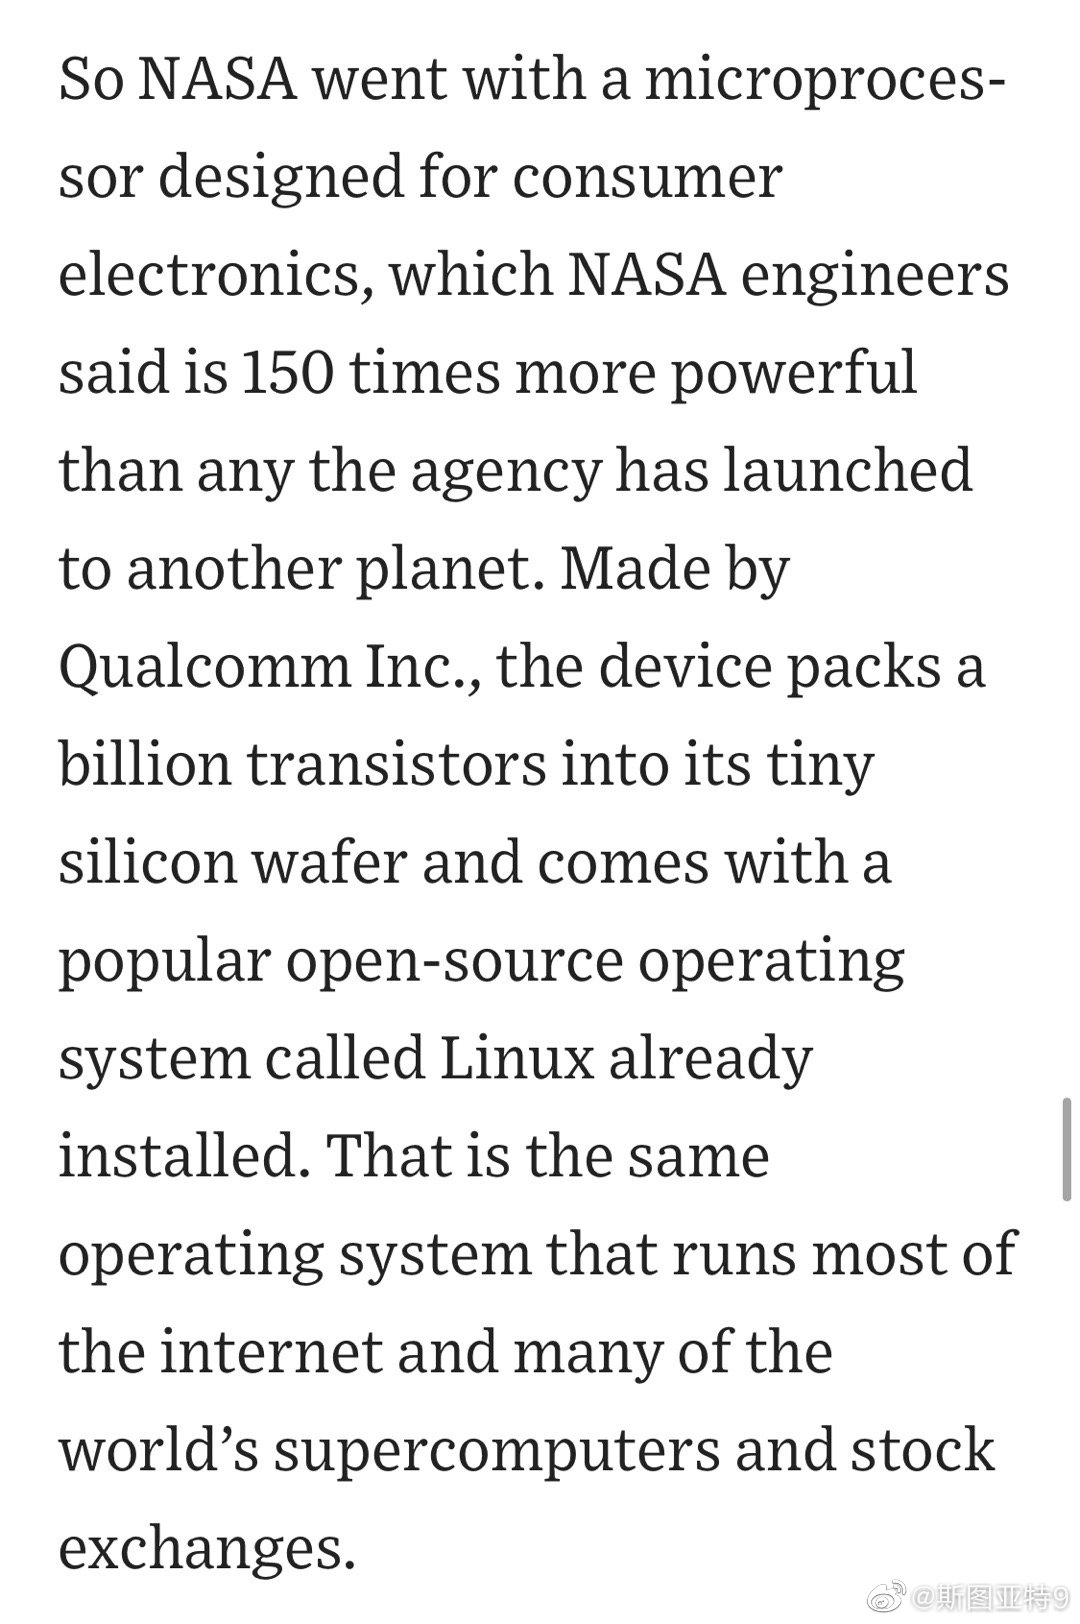 So NASA went with a microproces-
sor designed for consumer
electronics, which NASA engineers
said is 150 times more powerful
than any the agency has launched
to another planet. Made by
Qualcomm Inc., the device packs a
billion transistors into its tiny
silicon wafer and comes with a
popular open-source operating
system called Linux already
installed. That is the same
operating system that runs most of
the internet and many of the
world’s supercomputers and stock
exchanges.
@斯图亚特9